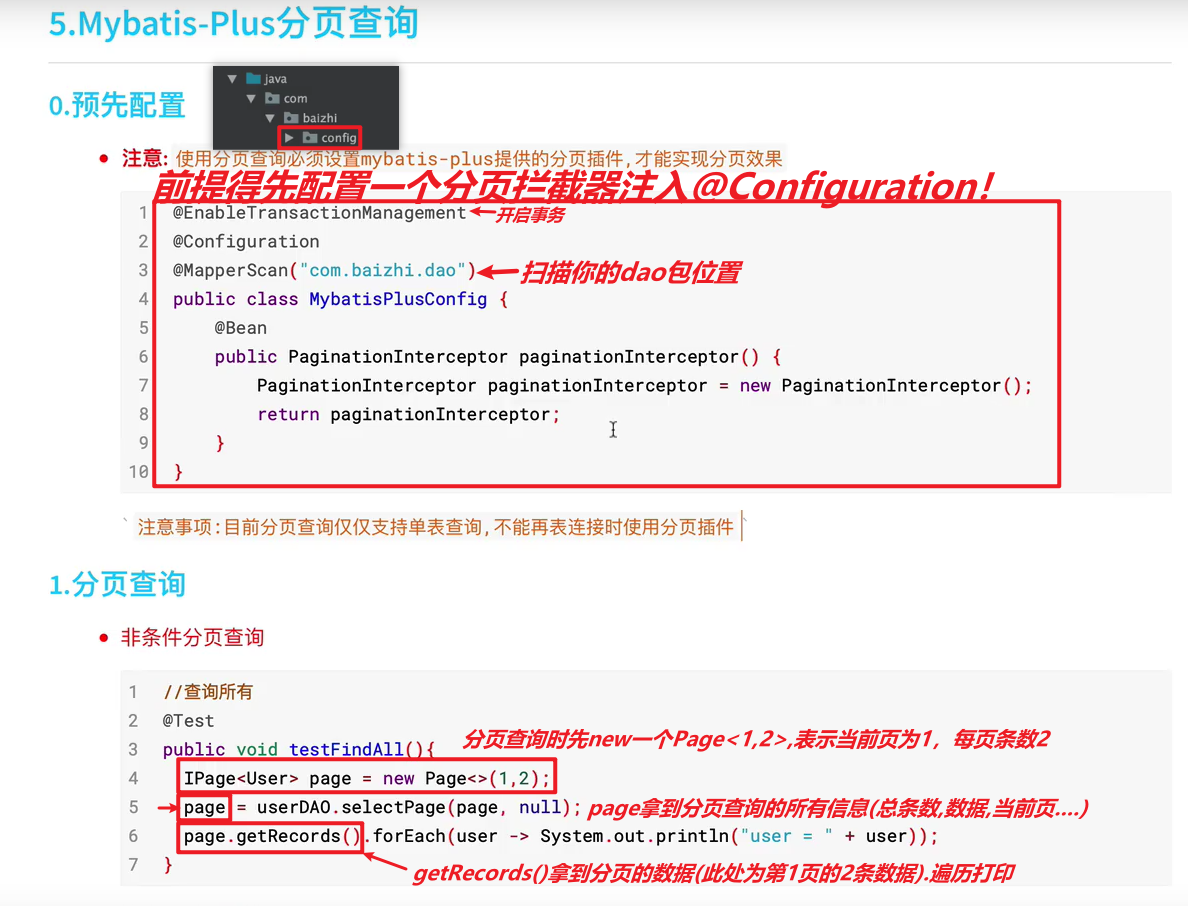 5.Mybatis-Plus分页查询
java
com
baizhi
config
0.预先配置
注意: 使用分页查询必须设置mybatis-plus提供的分页插件,才能实现分页效果
前提得先配置一个分页拦截器注入@Configuration!
1 @EnableTransactionManagement 开启事务
2 @Configuration
3 @MapperScan("com.baizhi.dao") 扫描你的dao包位置
4 public class MybatisPlusConfig {
5 @Bean
6 public PaginationInterceptor paginationInterceptor() {
7 PaginationInterceptor paginationInterceptor = new PaginationInterceptor();
8 return paginationInterceptor;
9 }
10 }
` 注意事项:目前分页查询仅仅支持单表查询,不能再表连接时使用分页插件 `
1.分页查询
非条件分页查询
1 //查询所有
2 @Test
3 public void testFindAll(){ 分页查询时先new一个Page<1,2>,表示当前页为1，每页条数2
4 IPage<User> page = new Page<>(1,2);
5 page = userDAO.selectPage(page, null); page拿到分页查询的所有信息(总条数,数据,当前页....)
6 page.getRecords().forEach(user -> System.out.println("user = " + user));
7 }
getRecords()拿到分页的数据(此处为第1页的2条数据).遍历打印